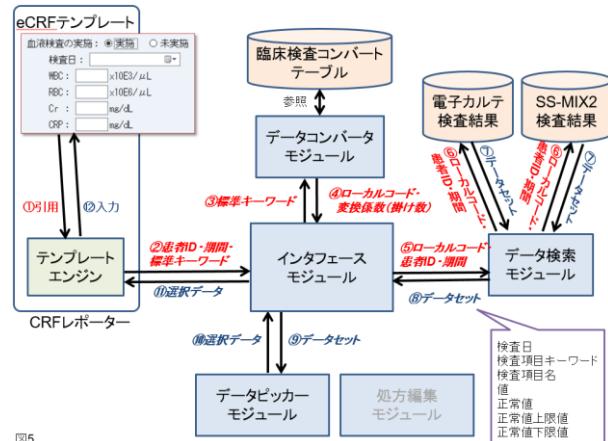 eCRFテンプレート
血液検査の実施: ◉実施 ○未実施
検査日:
WBC: x10E3/μL
RBC: x10E6/μL
Cr: mg/dL
CRP: mg/dL
①引用
⑫入力
テンプレート
エンジン
CRFレポーター
②患者ID・期間・
標準キーワード
⑪選択データ
臨床検査コンバート
テーブル
参照
データコンバータ
モジュール
③標準キーワード
④ローカルコード・
変換係数(掛け数)
インタフェース
モジュール
⑤ローカルコード・
患者ID・期間
⑧データセット
電子カルテ
検査結果
SS-MIX2
検査結果
⑥ローカルコード・
患者ID・期間
⑦データセット
⑥ローカルコード・
患者ID・期間
⑦データセット
データ検索
モジュール
⑩選択データ
⑨データセット
データピッカー
モジュール
処方編集
モジュール
検査日
検査項目キーワード
検査項目名
値
正常値
正常値上限値
正常値下限値
図5